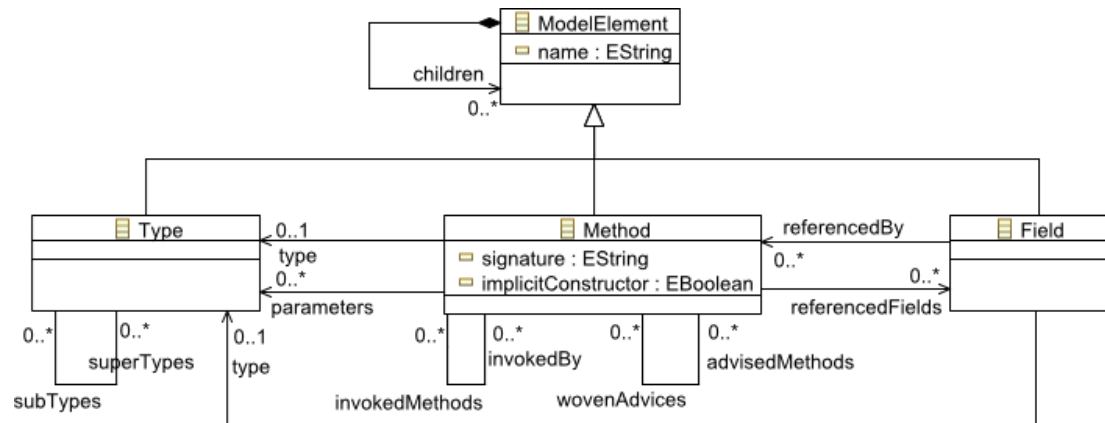 ModelElement
name : EString
children
0..*
Type
0..1
type
0..*
parameters
Method
signature : EString
implicitConstructor : EBoolean
referencedBy
0..*
Field
0..*
referencedFields
0..*
0..*
superTypes
subTypes
0..1
type
0..*
0..*
invokedBy
invokedMethods
0..*
0..*
advisedMethods
wovenAdvices